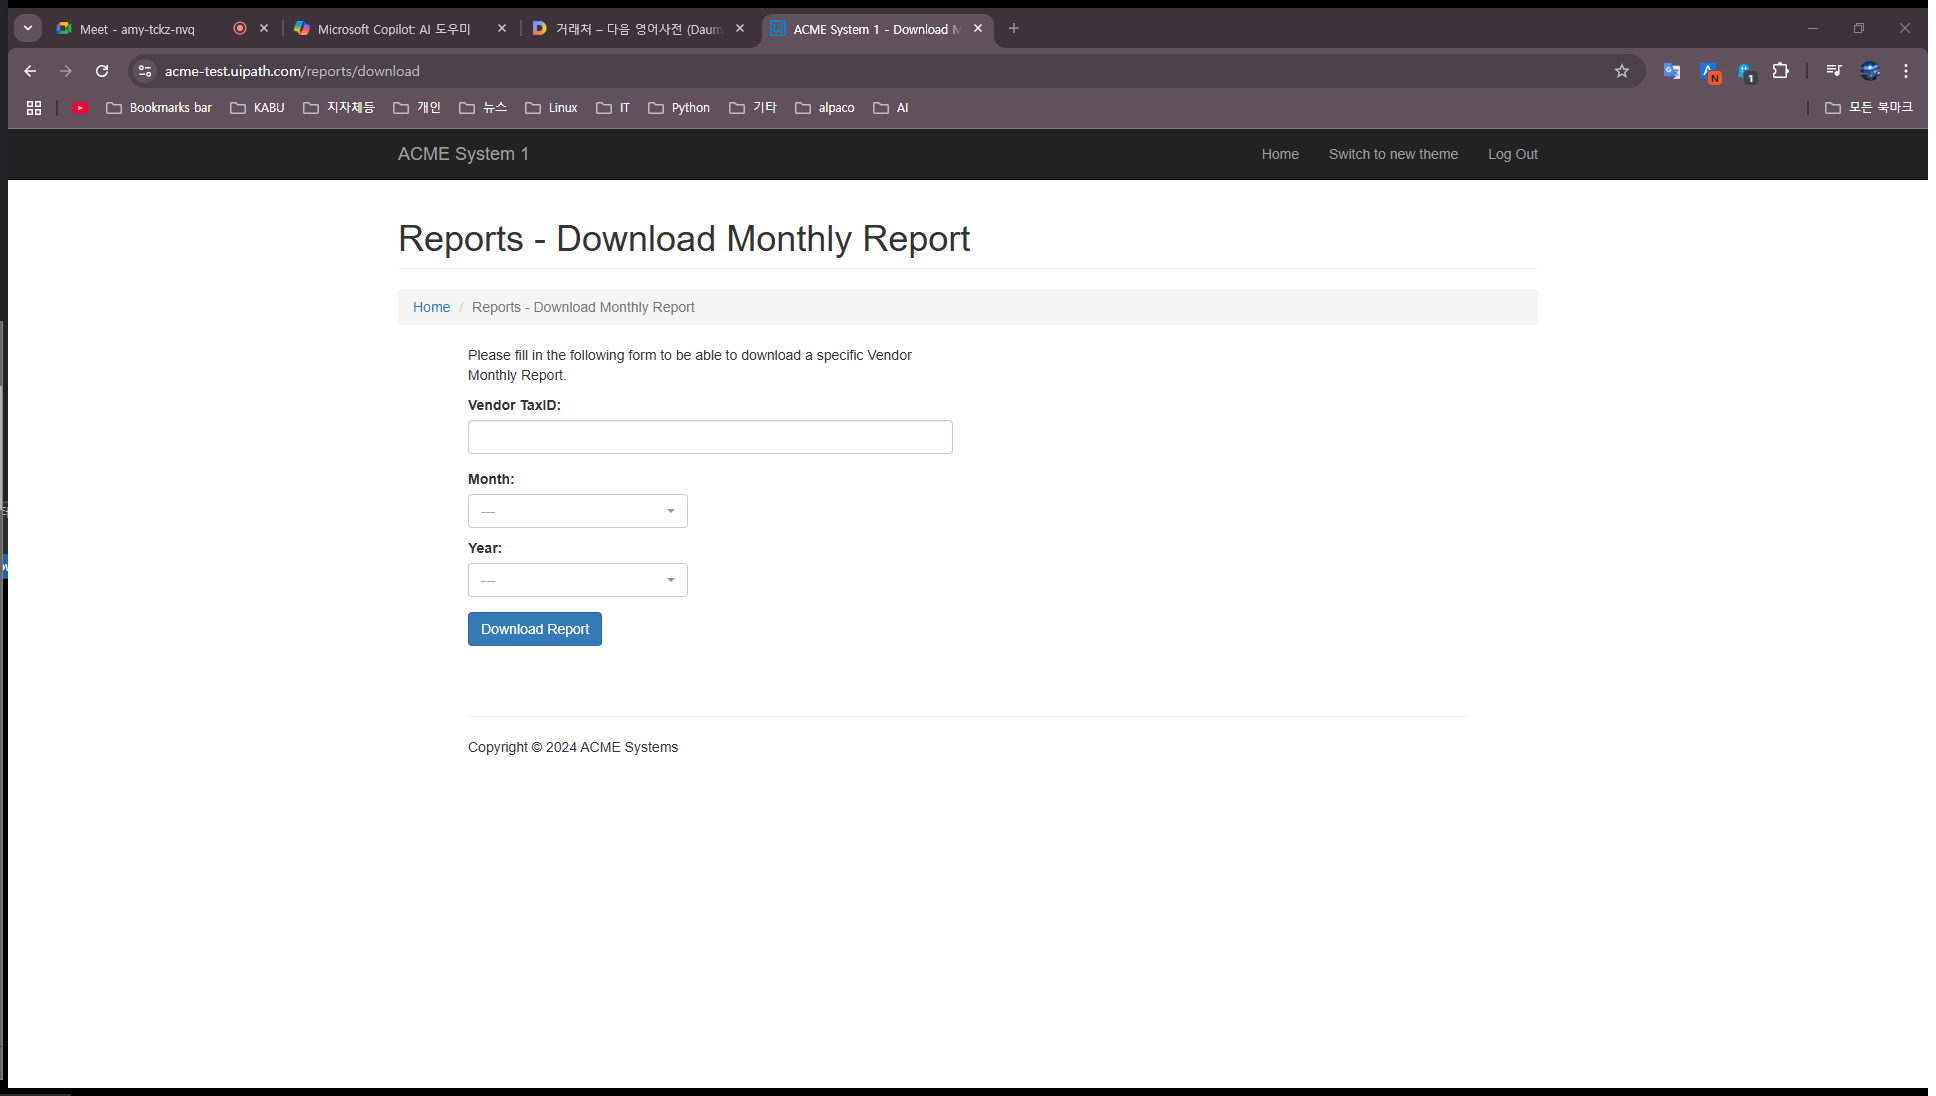 Meet - amy-tckz-nvq
Microsoft Copilot: AI 도우미
거래처 – 다음 영어사전 (Daum
ACME System 1 - Download M
acme-test.uipath.com/reports/download
N
1
Bookmarks bar
KABU
지자체등
개인
뉴스
Linux
IT
Python
기타
alpaco
AI
모든 북마크
ACME System 1
Home
Switch to new theme
Log Out
Reports - Download Monthly Report
Home / Reports - Download Monthly Report
Please fill in the following form to be able to download a specific Vendor
Monthly Report.
Vendor TaxID:
Month:
---
Year:
---
Download Report
Copyright © 2024 ACME Systems